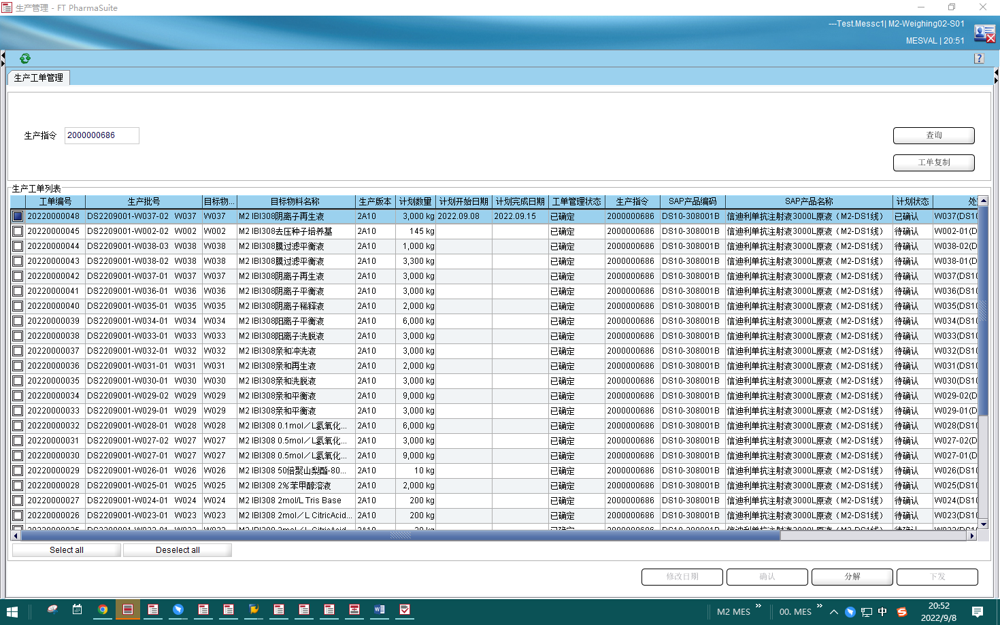 生产管理 - FT PharmaSuite
---Test.Messc1| M2-Weighing02-S01
MESVAL | 20:51
?
生产工单管理
生产指令 2000000686
查询
工单复制
生产工单列表
工单编号 生产批号 目标物... 目标物料名称 生产版本 计划数量 计划开始日期 计划完成日期 工单管理状态 生产指令 SAP产品编码 SAP产品名称 计划状态
20220000048 DS2209001-W037-02 W037 W037 M2 IBI308阴离子再生液 2A10 3,000 kg 2022.09.08 2022.09.15 已确定 2000000686 DS10-308001B 信迪利单抗注射液3000L原液（M2-DS1线） 已确认 W037(DS10
20220000045 DS2209001-W002-02 W002 W002 M2 IBI308去压种子培养基 2A10 145 kg 已确定 2000000686 DS10-308001B 信迪利单抗注射液3000L原液（M2-DS1线） 待确认 W002-01(D
20220000044 DS2209001-W038-03 W038 W038 M2 IBI308膜过滤平衡液 2A10 1,000 kg 已确定 2000000686 DS10-308001B 信迪利单抗注射液3000L原液（M2-DS1线） 待确认 W038-02(D
20220000043 DS2209001-W038-02 W038 W038 M2 IBI308膜过滤平衡液 2A10 3,300 kg 已确定 2000000686 DS10-308001B 信迪利单抗注射液3000L原液（M2-DS1线） 待确认 W038-01(D
20220000042 DS2209001-W037-01 W037 W037 M2 IBI308阴离子再生液 2A10 3,000 kg 已确定 2000000686 DS10-308001B 信迪利单抗注射液3000L原液（M2-DS1线） 待确认 W037(DS10
20220000041 DS2209001-W036-01 W036 W036 M2 IBI308阴离子平衡液 2A10 3,000 kg 已确定 2000000686 DS10-308001B 信迪利单抗注射液3000L原液（M2-DS1线） 待确认 W036(DS10
20220000040 DS2209001-W035-01 W035 W035 M2 IBI308阴离子稀释液 2A10 2,000 kg 已确定 2000000686 DS10-308001B 信迪利单抗注射液3000L原液（M2-DS1线） 待确认 W035(DS10
20220000039 DS2209001-W034-01 W034 W034 M2 IBI308阳离子平衡液 2A10 6,000 kg 已确定 2000000686 DS10-308001B 信迪利单抗注射液3000L原液（M2-DS1线） 待确认 W034(DS10
20220000038 DS2209001-W033-01 W033 W033 M2 IBI308阳离子洗脱液 2A10 3,000 kg 已确定 2000000686 DS10-308001B 信迪利单抗注射液3000L原液（M2-DS1线） 待确认 W033(DS10
20220000037 DS2209001-W032-01 W032 W032 M2 IBI308亲和冲洗液 2A10 3,000 kg 已确定 2000000686 DS10-308001B 信迪利单抗注射液3000L原液（M2-DS1线） 待确认 W032(DS10
20220000036 DS2209001-W031-01 W031 W031 M2 IBI308亲和再生液 2A10 2,000 kg 已确定 2000000686 DS10-308001B 信迪利单抗注射液3000L原液（M2-DS1线） 待确认 W031(DS10
20220000035 DS2209001-W030-01 W030 W030 M2 IBI308亲和洗脱液 2A10 3,000 kg 已确定 2000000686 DS10-308001B 信迪利单抗注射液3000L原液（M2-DS1线） 待确认 W030(DS10
20220000034 DS2209001-W029-02 W029 W029 M2 IBI308亲和平衡液 2A10 9,000 kg 已确定 2000000686 DS10-308001B 信迪利单抗注射液3000L原液（M2-DS1线） 待确认 W029-02(D
20220000033 DS2209001-W029-01 W029 W029 M2 IBI308亲和平衡液 2A10 3,000 kg 已确定 2000000686 DS10-308001B 信迪利单抗注射液3000L原液（M2-DS1线） 待确认 W029-01(D
20220000032 DS2209001-W028-01 W028 W028 M2 IBI308 0.1mol／L氢氧化... 2A10 6,000 kg 已确定 2000000686 DS10-308001B 信迪利单抗注射液3000L原液（M2-DS1线） 待确认 W028(DS10
20220000031 DS2209001-W027-02 W027 W027 M2 IBI308 0.5mol／L氢氧化... 2A10 3,000 kg 已确定 2000000686 DS10-308001B 信迪利单抗注射液3000L原液（M2-DS1线） 待确认 W027-02(D
20220000030 DS2209001-W027-01 W027 W027 M2 IBI308 0.5mol／L氢氧化... 2A10 9,000 kg 已确定 2000000686 DS10-308001B 信迪利单抗注射液3000L原液（M2-DS1线） 待确认 W027-01(D
20220000029 DS2209001-W026-01 W026 W026 M2 IBI308 50倍聚山梨酯-80... 2A10 10 kg 已确定 2000000686 DS10-308001B 信迪利单抗注射液3000L原液（M2-DS1线） 待确认 W026(DS10
20220000028 DS2209001-W025-01 W025 W025 M2 IBI308 2%苯甲醇溶液 2A10 2,000 kg 已确定 2000000686 DS10-308001B 信迪利单抗注射液3000L原液（M2-DS1线） 待确认 W025(DS10
20220000027 DS2209001-W024-01 W024 W024 M2 IBI308 2mol/L Tris Base 2A10 200 kg 已确定 2000000686 DS10-308001B 信迪利单抗注射液3000L原液（M2-DS1线） 待确认 W024(DS10
20220000026 DS2209001-W023-01 W023 W023 M2 IBI308 2mol／L CitricAcid... 2A10 200 kg 已确定 2000000686 DS10-308001B 信迪利单抗注射液3000L原液（M2-DS1线） 待确认 W023(DS10
Select all Deselect all
修改日期 确认 分解 下发
M2 MES 00. MES 中 20:52
2022/9/8